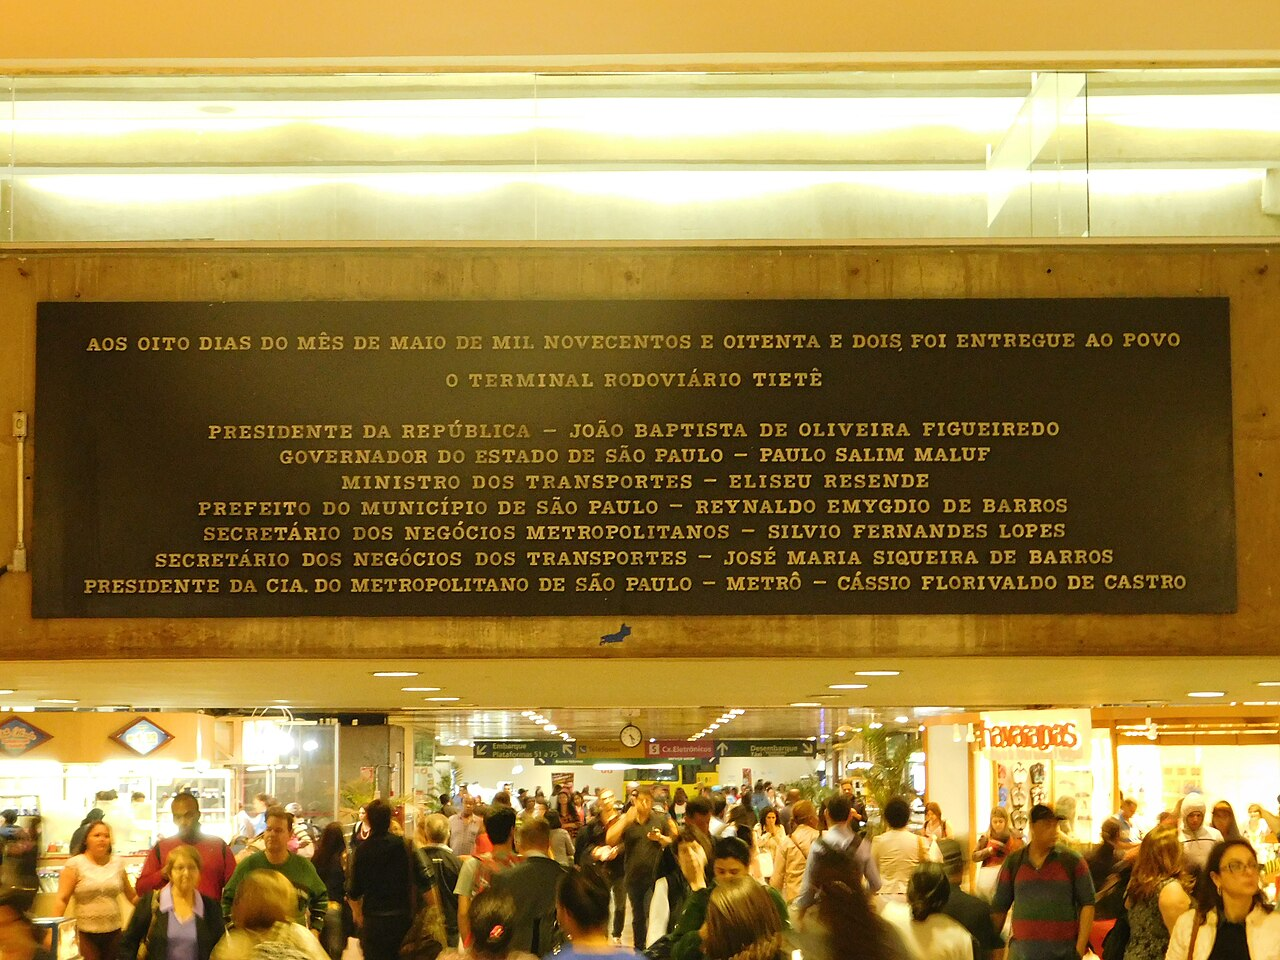 AOS OITO DIAS DO MÊS DE MAIO DE MIL NOVECENTOS E OITENTA E DOIS, FOI ENTREGUE AO POVO
O TERMINAL RODOVIÁRIO TIETÊ
PRESIDENTE DA REPÚBLICA – JOÃO BAPTISTA DE OLIVEIRA FIGUEIREDO
GOVERNADOR DO ESTADO DE SÃO PAULO – PAULO SALIM MALUF
MINISTRO DOS TRANSPORTES – ELISEU RESENDE
PREFEITO DO MUNICÍPIO DE SÃO PAULO – REYNALDO EMYGDIO DE BARROS
SECRETÁRIO DOS NEGÓCIOS METROPOLITANOS – SILVIO FERNANDES LOPES
SECRETÁRIO DOS NEGÓCIOS DOS TRANSPORTES – JOSÉ MARIA SIQUEIRA DE BARROS
PRESIDENTE DA CIA. DO METROPOLITANO DE SÃO PAULO – METRÔ – CÁSSIO FLORIVALDO DE CASTRO
havaianas
Embarque
Plataformas 51 a 75
Telefones
S Cx.Eletrônicos
Desembarque